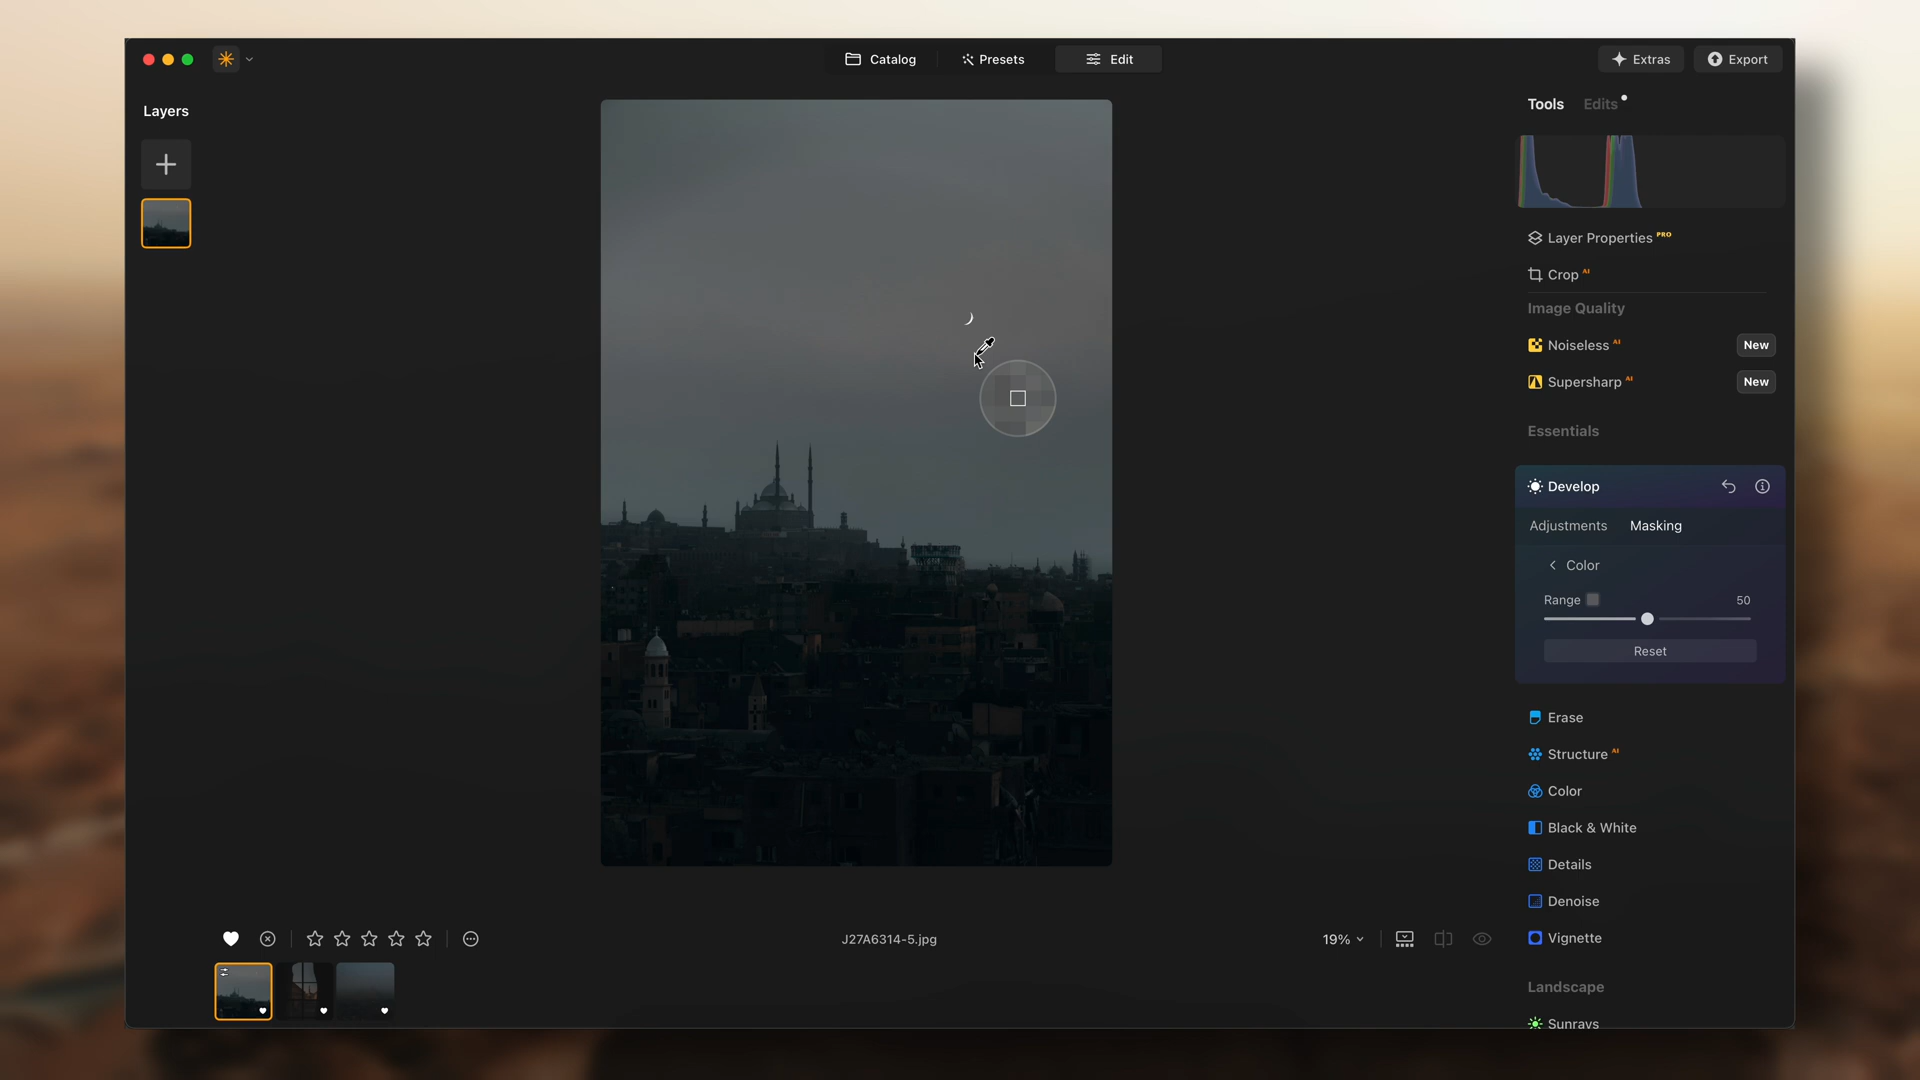 Catalog
Presets
Edit
Extras
Export
Layers
Tools
Edits
Layer Properties PRO
Crop AI
Image Quality
Noiseless AI
New
Supersharp AI
New
Essentials
Develop
Adjustments
Masking
Color
Range
50
Reset
Erase
Structure AI
Color
Black & White
Details
Denoise
Vignette
Landscape
Sunrays
J27A6314-5.jpg
19%